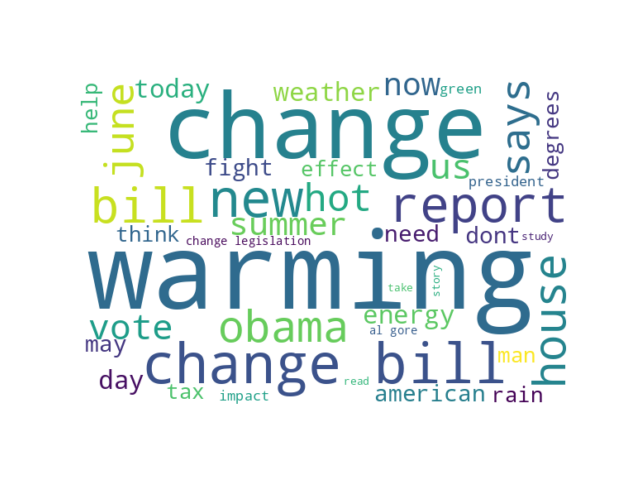 help
june
today
weather
now
green
says
degrees
change
fight
effect
us
president
bill
new
hot
report
summer
think
change legislation
need
dont
study
warming
take
story
house
vote
obama
energy
al gore
may
change bill
man
day
tax
impact
read
american
rain